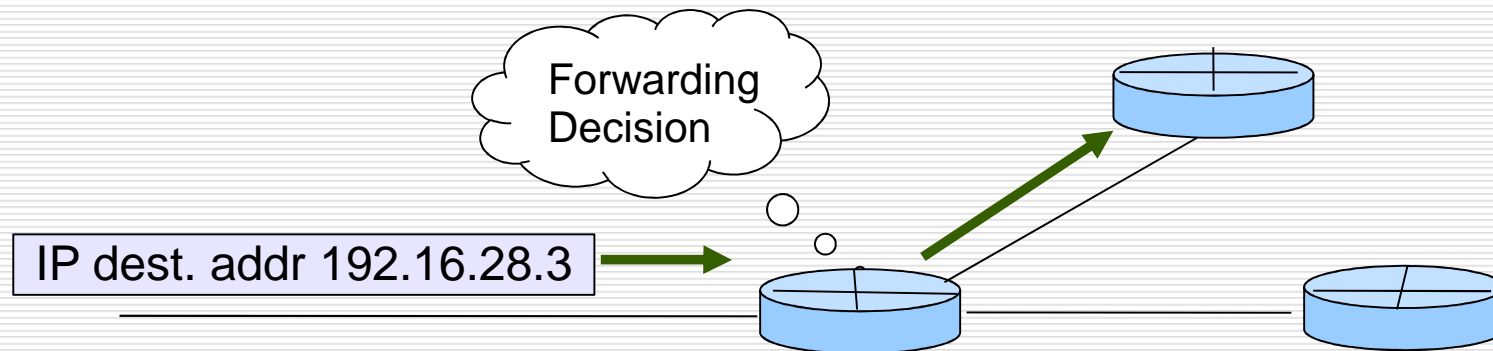 Forwarding
Decision
IP dest. addr 192.16.28.3